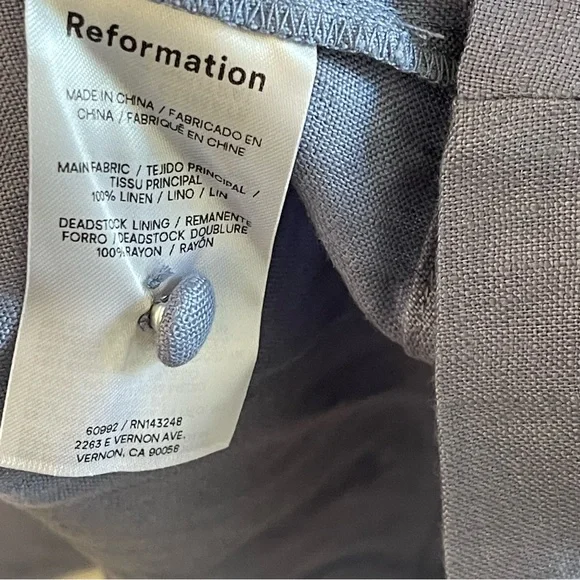 Reformation
MADE IN CHINA / FABRICADO EN
CHINA / FABRIQUÉ EN CHINE
MAIN FABRIC / TEJIDO PRINCIPAL /
TISSU PRINCIPAL
100% LINEN / LINO / LIN
DEADSTOCK LINING / REMANENTE
FORRO / DEADSTOCK DOUBLURE
100% RAYON / RAYÓN
60992 / RN143248
2263 E VERNON AVE.
VERNON, CA 90058